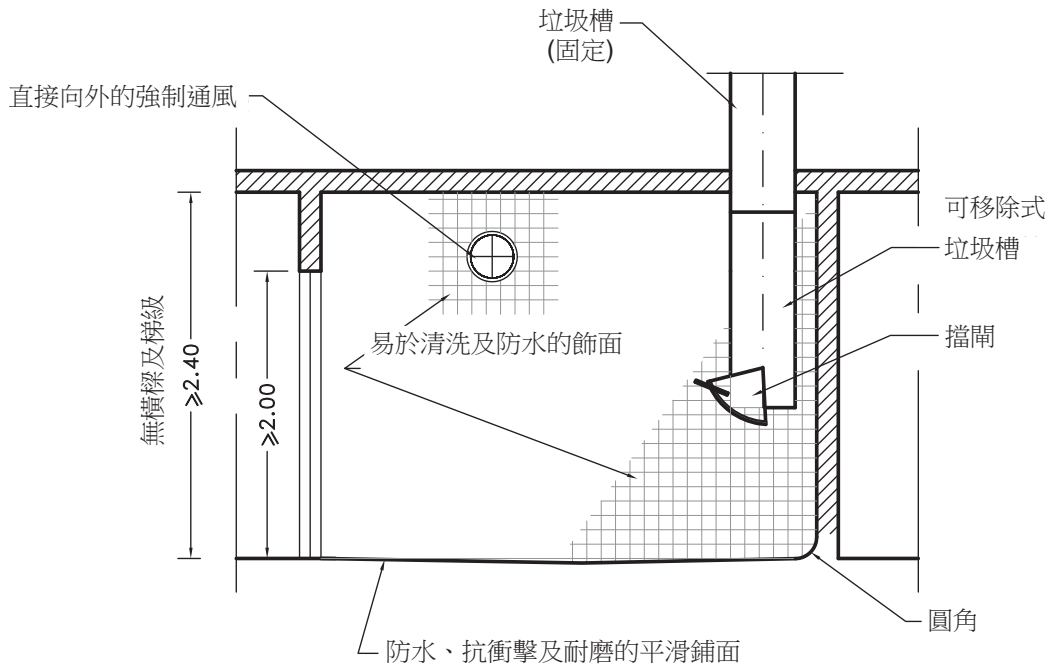 垃圾槽
(固定)
直接向外的強制通風
可移除式
垃圾槽
擋閘
易於清洗及防水的飾面
無橫樑及梯級
≥2.40
≥2.00
圓角
防水、抗衝擊及耐磨的平滑鋪面